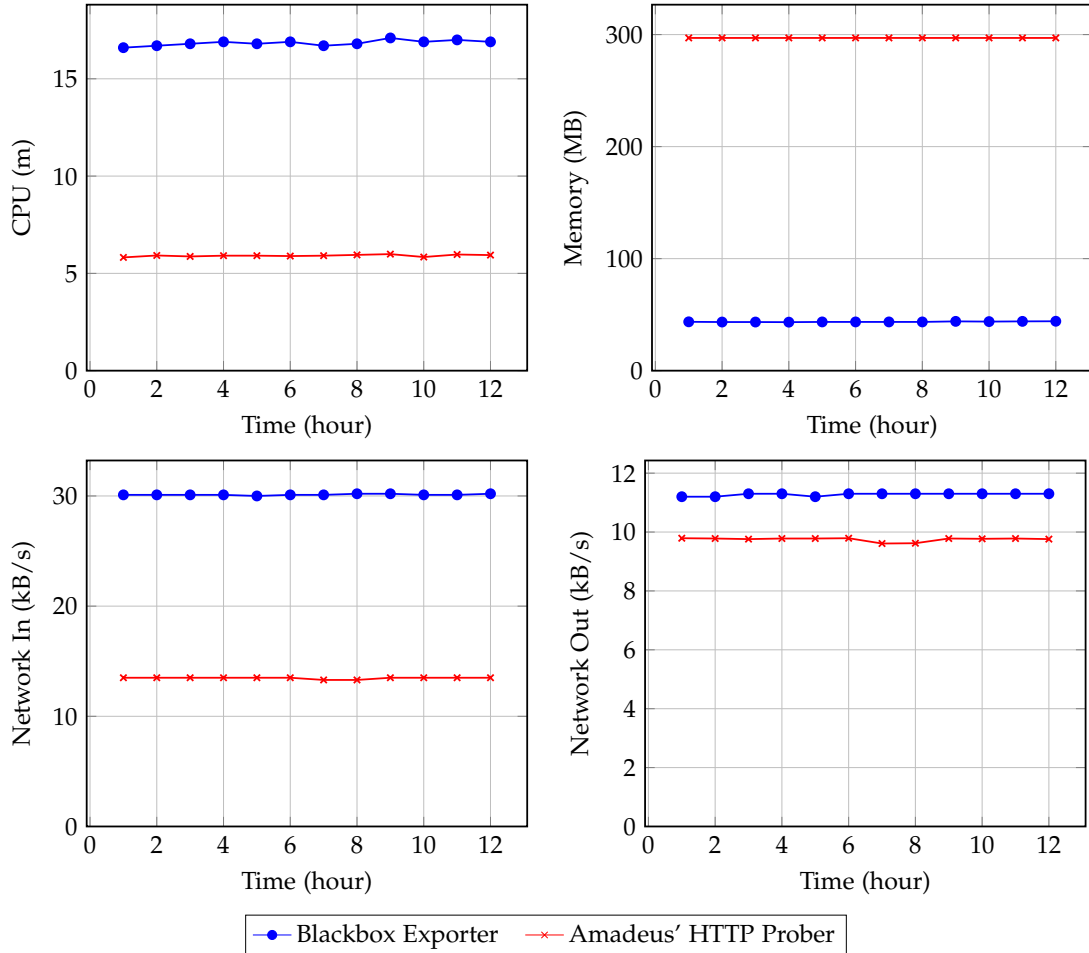 15
10
5
0
CPU (m)
0 2 4 6 8 10 12
Time (hour)
300
200
100
0
Memory (MB)
0 2 4 6 8 10 12
Time (hour)
30
20
10
0
Network In (kB/s)
0 2 4 6 8 10 12
Time (hour)
12
10
8
6
4
2
0
Network Out (kB/s)
0 2 4 6 8 10 12
Time (hour)
Blackbox Exporter Amadeus' HTTP Prober